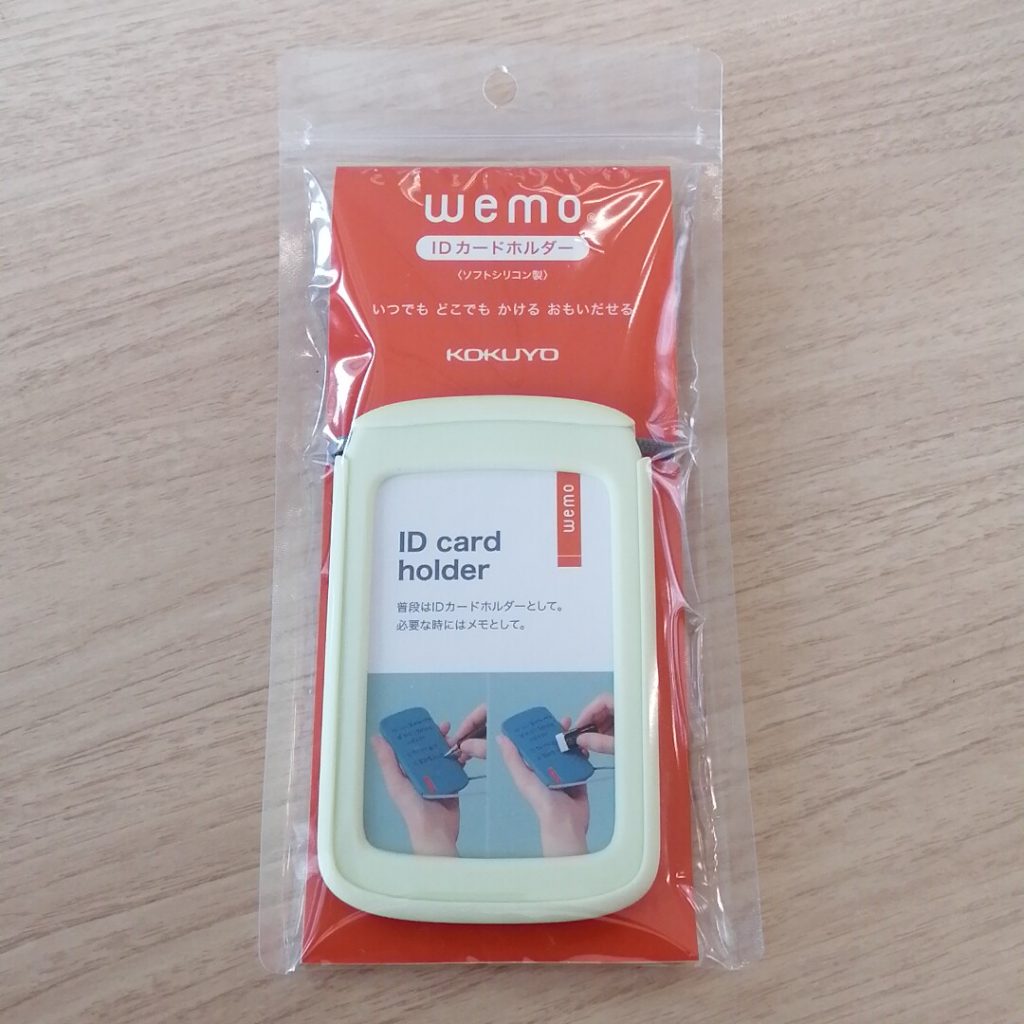 wemo
IDカードホルダー
〈ソフトシリコン製〉
いつでも どこでも かける おもいだせる
KOKUYO
wemo
ID card
holder
普段はIDカードホルダーとして。
必要な時にはメモとして。